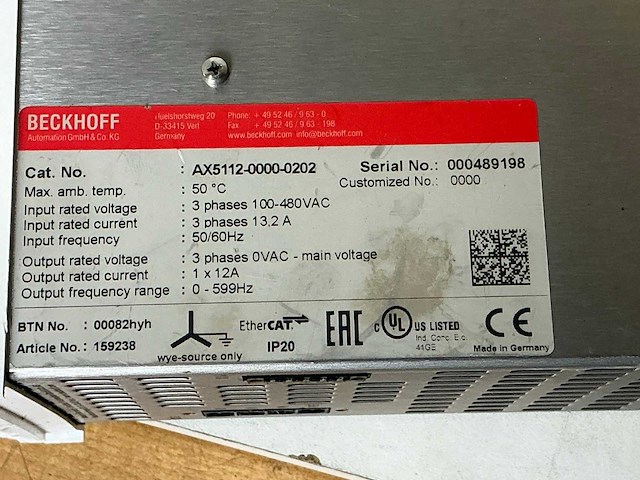 BECKHOFF
Automation GmbH & Co. KG
Huelshorstweg 20
D-33415 Verl
Germany
Phone: + 49 52 46 / 9 63 - 0
Fax + 49 52 46 / 9 63 - 198
www.beckhoff.com info@beckhoff.com
Cat. No. : AX5112-0000-0202 Serial No.: 000489198
Max. amb. temp. : 50 °C Customized No.: 0000
Input rated voltage : 3 phases 100-480VAC
Input rated current : 3 phases 13,2 A
Input frequency : 50/60Hz
Output rated voltage : 3 phases 0VAC - main voltage
Output rated current : 1 x 12A
Output frequency range : 0 - 599Hz
BTN No. : 00082hyh
Article No.: 159238
wye-source only
EtherCAT
IP20
EAC
c UL US LISTED
Ind. Cont. Eq.
44GE
CE
Made in Germany